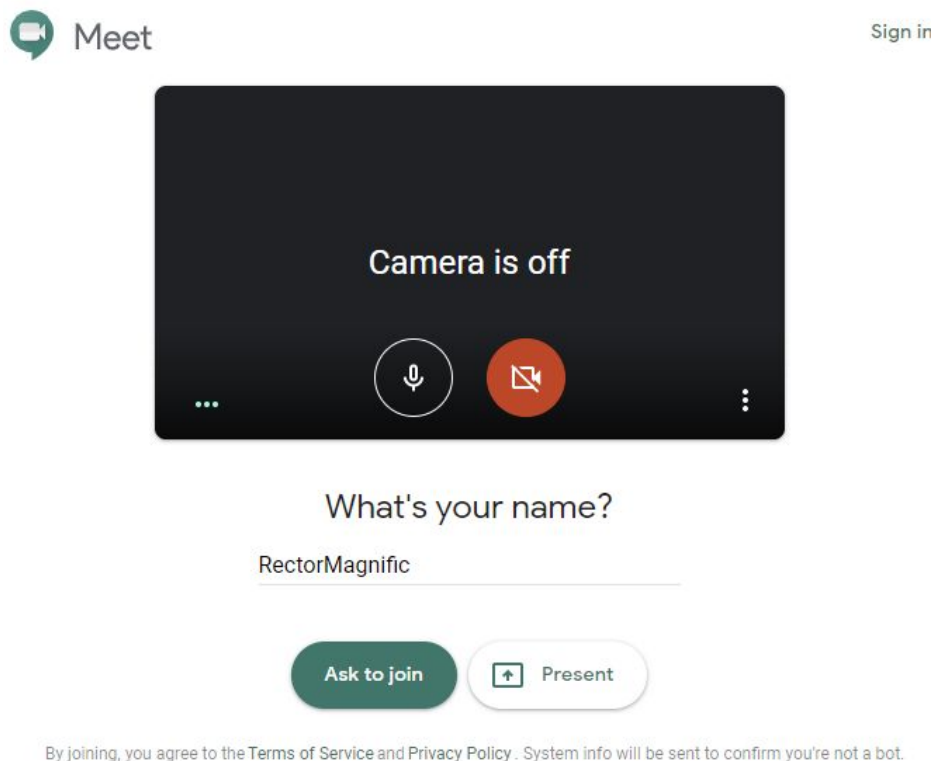 Meet
Sign in
Camera is off
What's your name?
RectorMagnific
Ask to join
Present
By joining, you agree to the Terms of Service and Privacy Policy. System info will be sent to confirm you're not a bot.